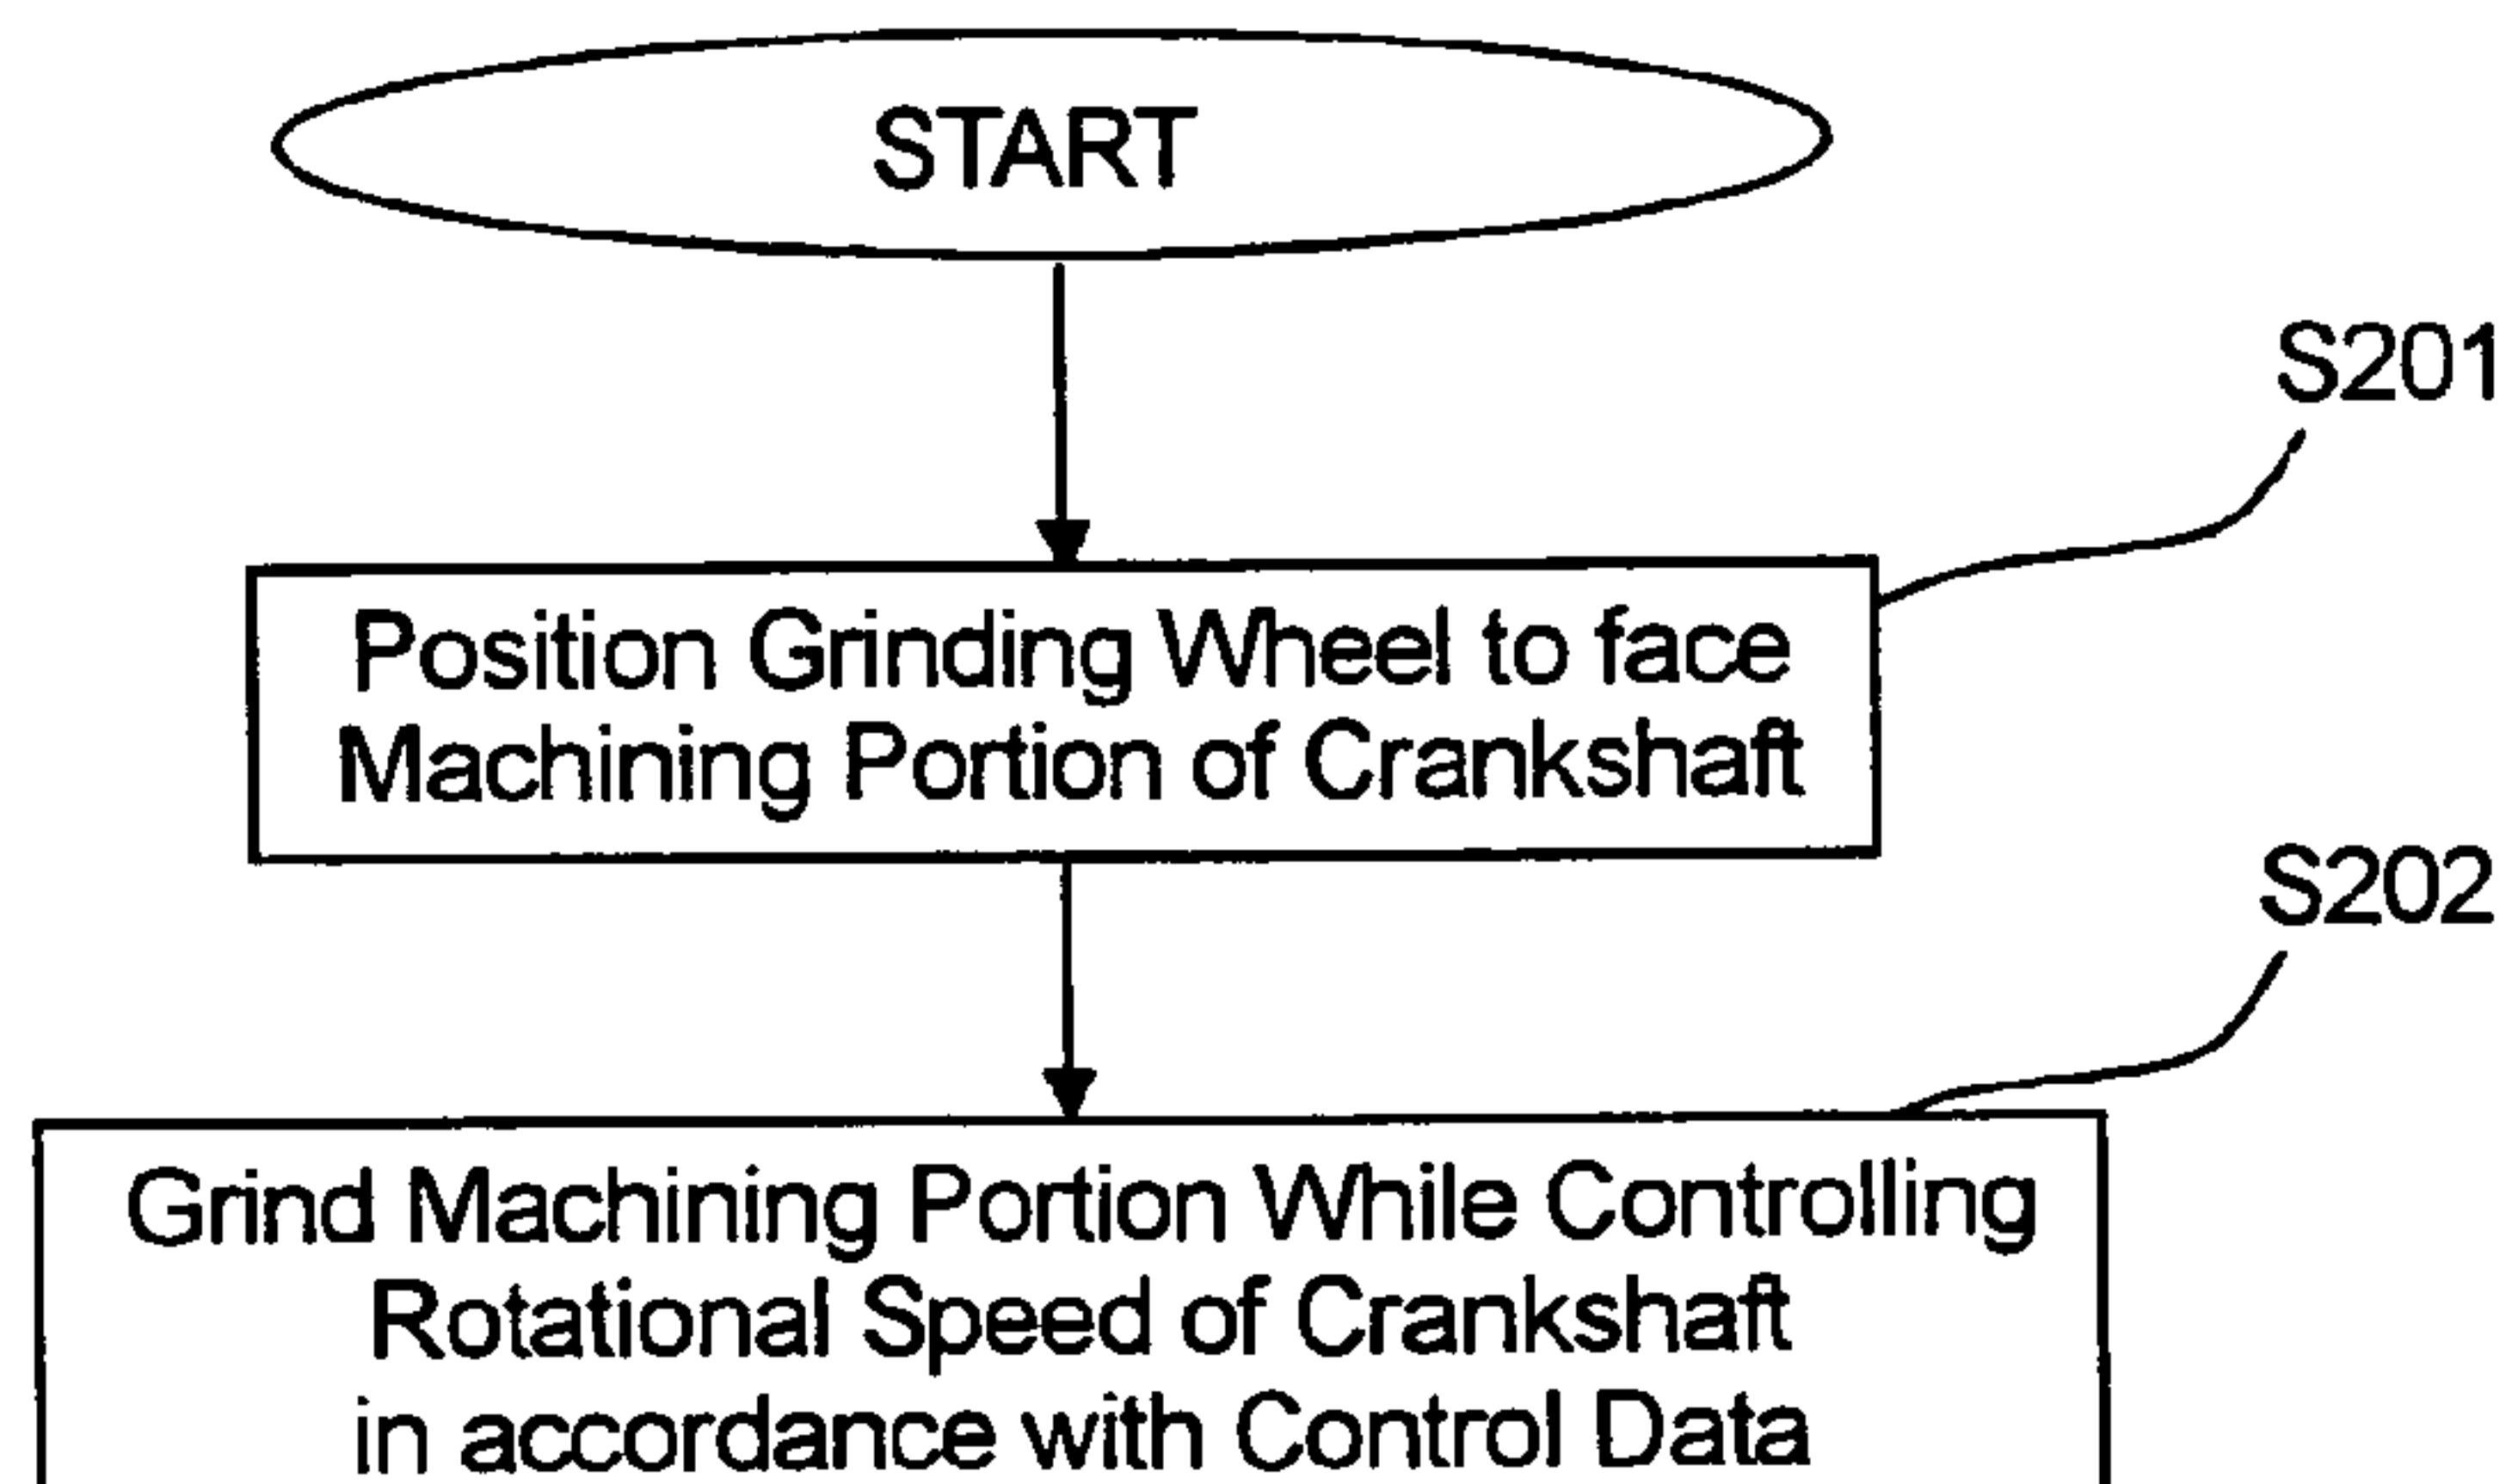 START
S201
Position Grinding Wheel to face
Machining Portion of Crankshaft
S202
Grind Machining Portion While Controlling
Rotational Speed of Crankshaft
in accordance with Control Data